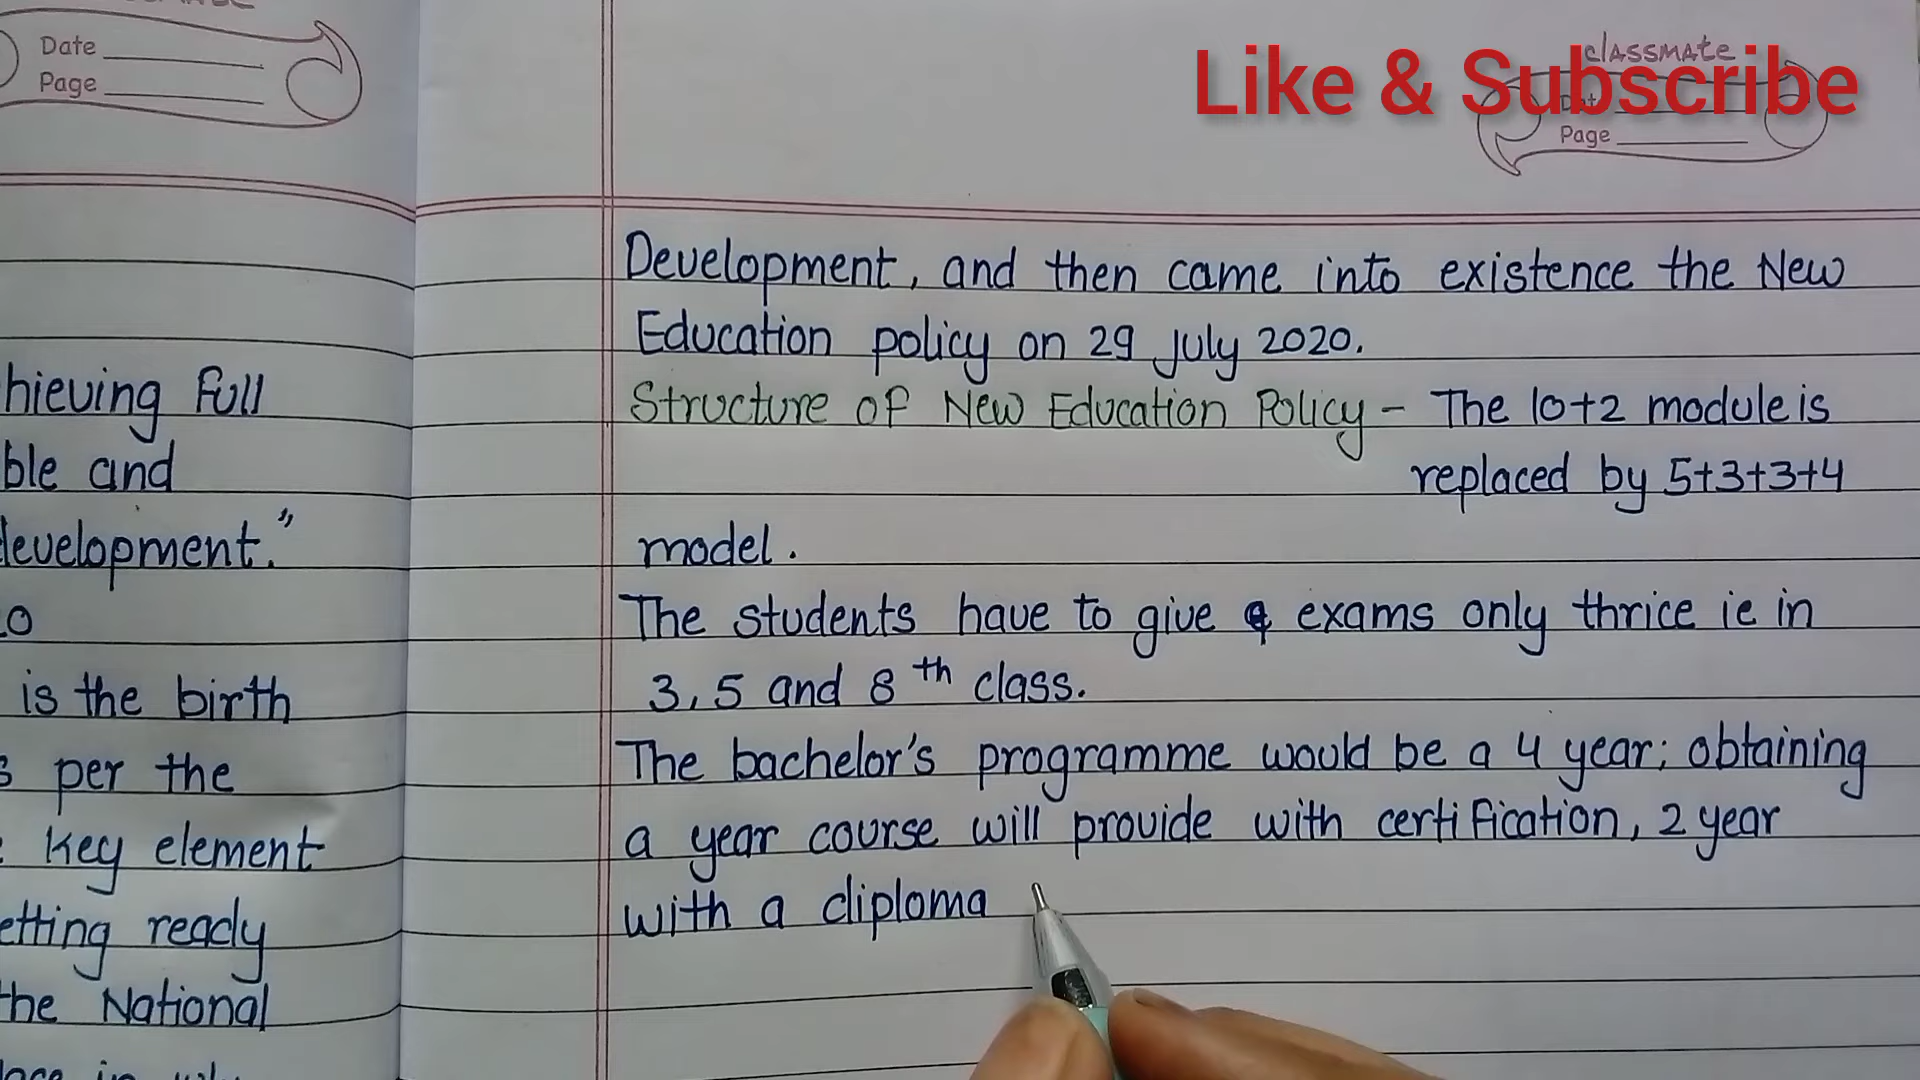 Date
Page
hieving full
ble and
development."
is the birth
per the
key element
etting ready
the National
Like & Subscribe
classmate
Page
Development, and then came into existence the New
Education policy on 29 july 2020.
Structure of New Education Policy - The 10+2 module is
replaced by 5+3+3+4
model.
The students have to give exams only thrice ie in
3, 5 and 8th class.
The bachelor's programme would be a 4 year; obtaining
a year course will provide with certification, 2 year
with a diploma